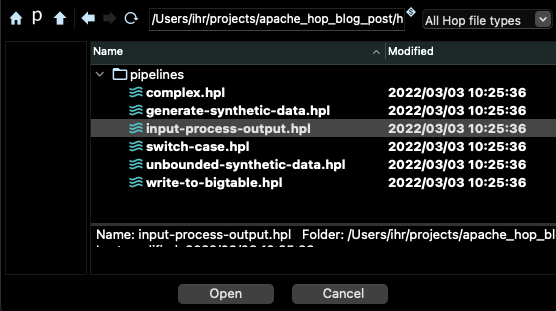 p
/Users/ihr/projects/apache_hop_blog_post/h
All Hop file types
Name Modified
pipelines
complex.hpl 2022/03/03 10:25:36
generate-synthetic-data.hpl 2022/03/03 10:25:36
input-process-output.hpl 2022/03/03 10:25:36
switch-case.hpl 2022/03/03 10:25:36
unbounded-synthetic-data.hpl 2022/03/03 10:25:36
write-to-bigtable.hpl 2022/03/03 10:25:36
Name: input-process-output.hpl Folder: /Users/ihr/projects/apache_hop_blo
Open Cancel